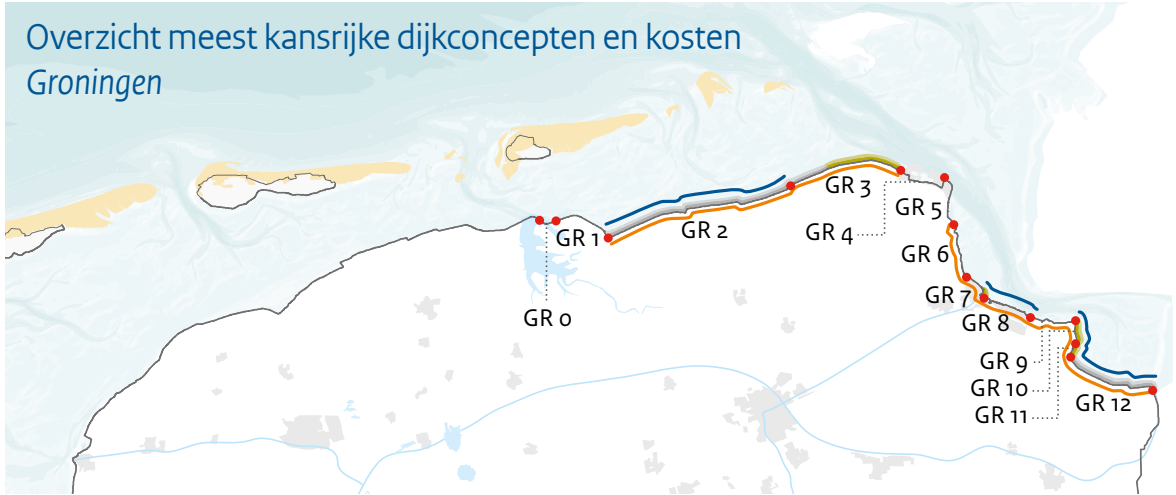 Overzicht meest kansrijke dijkconcepten en kosten
Groningen
GR 0
GR 1
GR 2
GR 3
GR 4
GR 5
GR 6
GR 7
GR 8
GR 9
GR 10
GR 11
GR 12